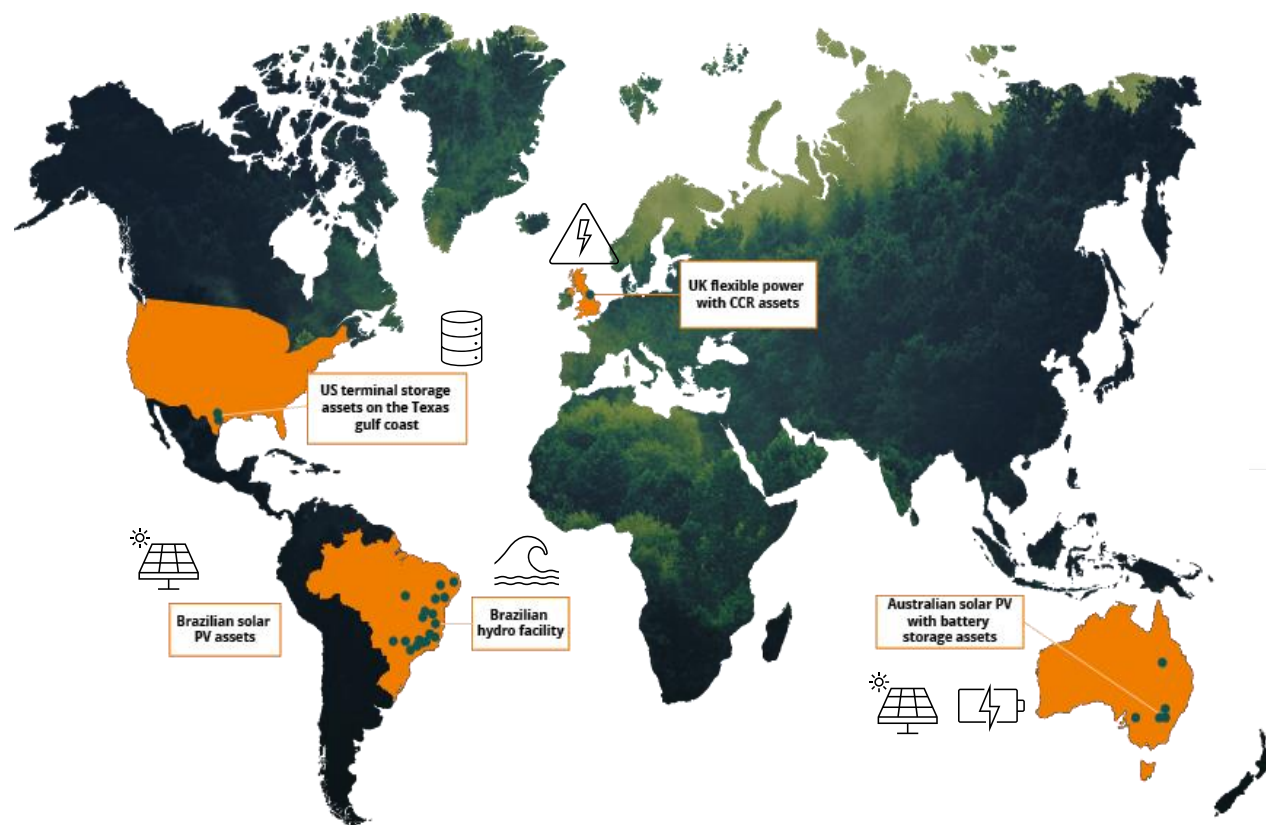 UK flexible power
with CCR assets
US terminal storage
assets on the Texas
gulf coast
Brazilian solar
PV assets
Brazilian
hydro facility
Australian solar PV
with battery
storage assets